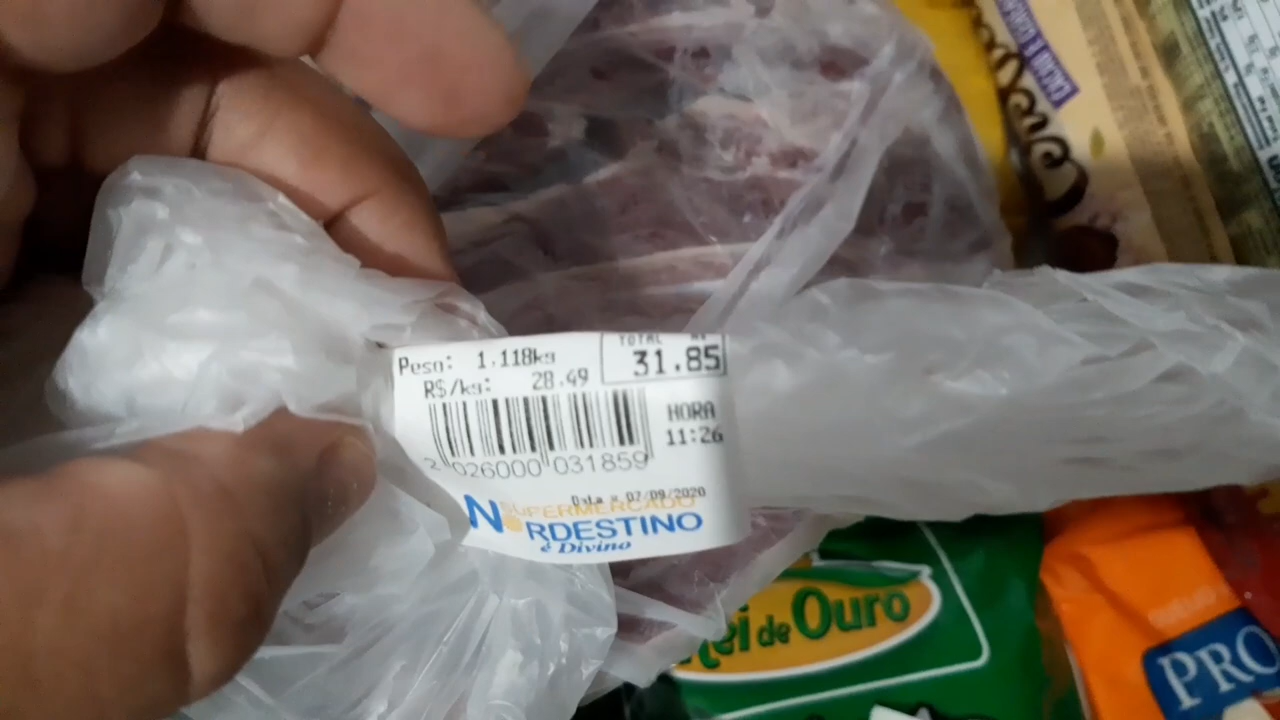 Peso: 1.118kg
R$/kg: 28.49
TOTAL R$
31.85
HORA
11:26
2 026000 031859
Data = 07/09/2020
SUPERMERCADO
NORDESTINO
é Divino
Rei de Ouro
PRO